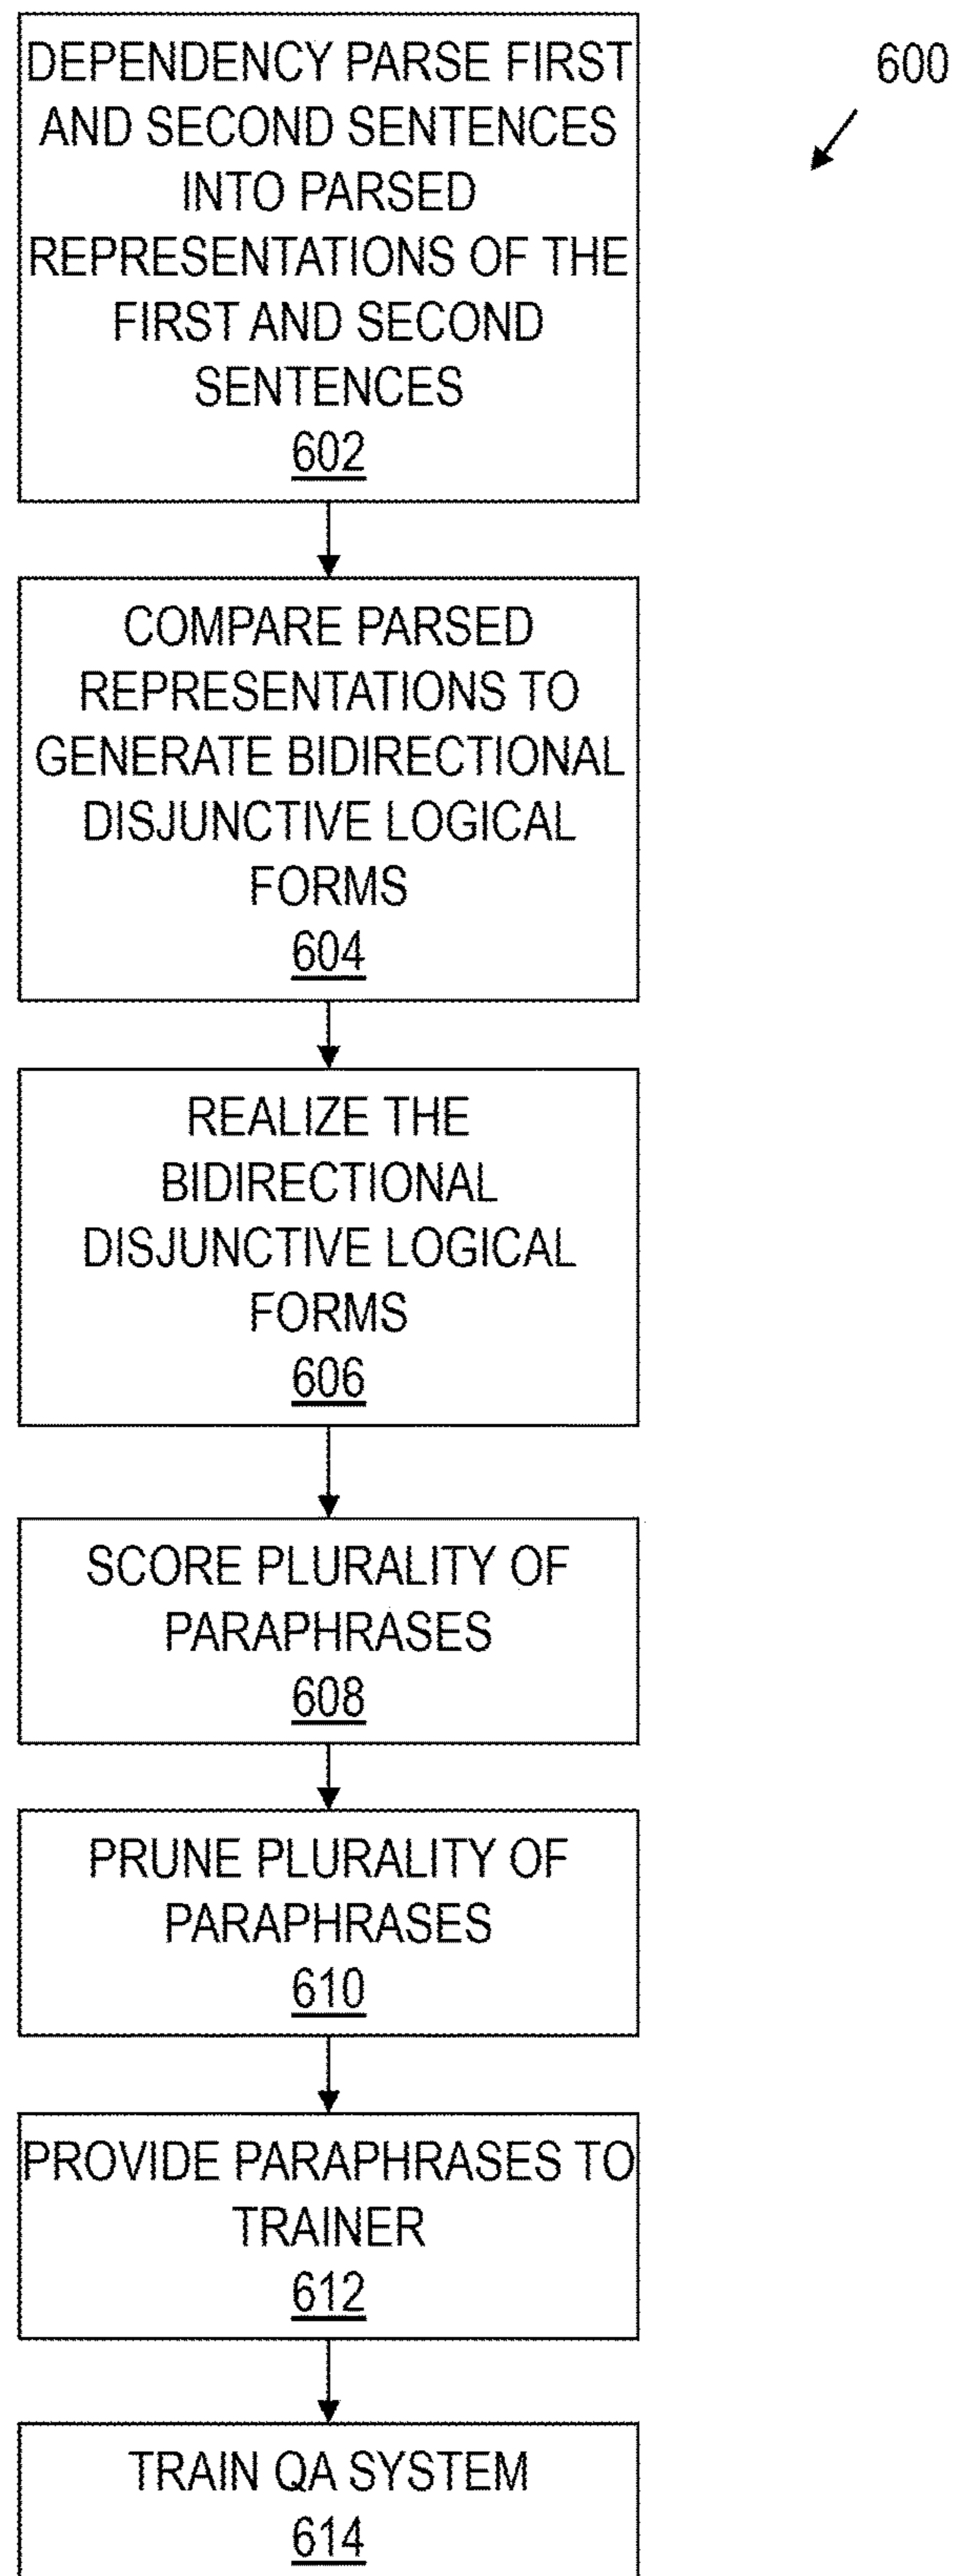 DEPENDENCY PARSE FIRST
AND SECOND SENTENCES
INTO PARSED
REPRESENTATIONS OF THE
FIRST AND SECOND
SENTENCES
602
600
COMPARE PARSED
REPRESENTATIONS TO
GENERATE BIDIRECTIONAL
DISJUNCTIVE LOGICAL
FORMS
604
REALIZE THE
BIDIRECTIONAL
DISJUNCTIVE LOGICAL
FORMS
606
SCORE PLURALITY OF
PARAPHRASES
608
PRUNE PLURALITY OF
PARAPHRASES
610
PROVIDE PARAPHRASES TO
TRAINER
612
TRAIN QA SYSTEM
614